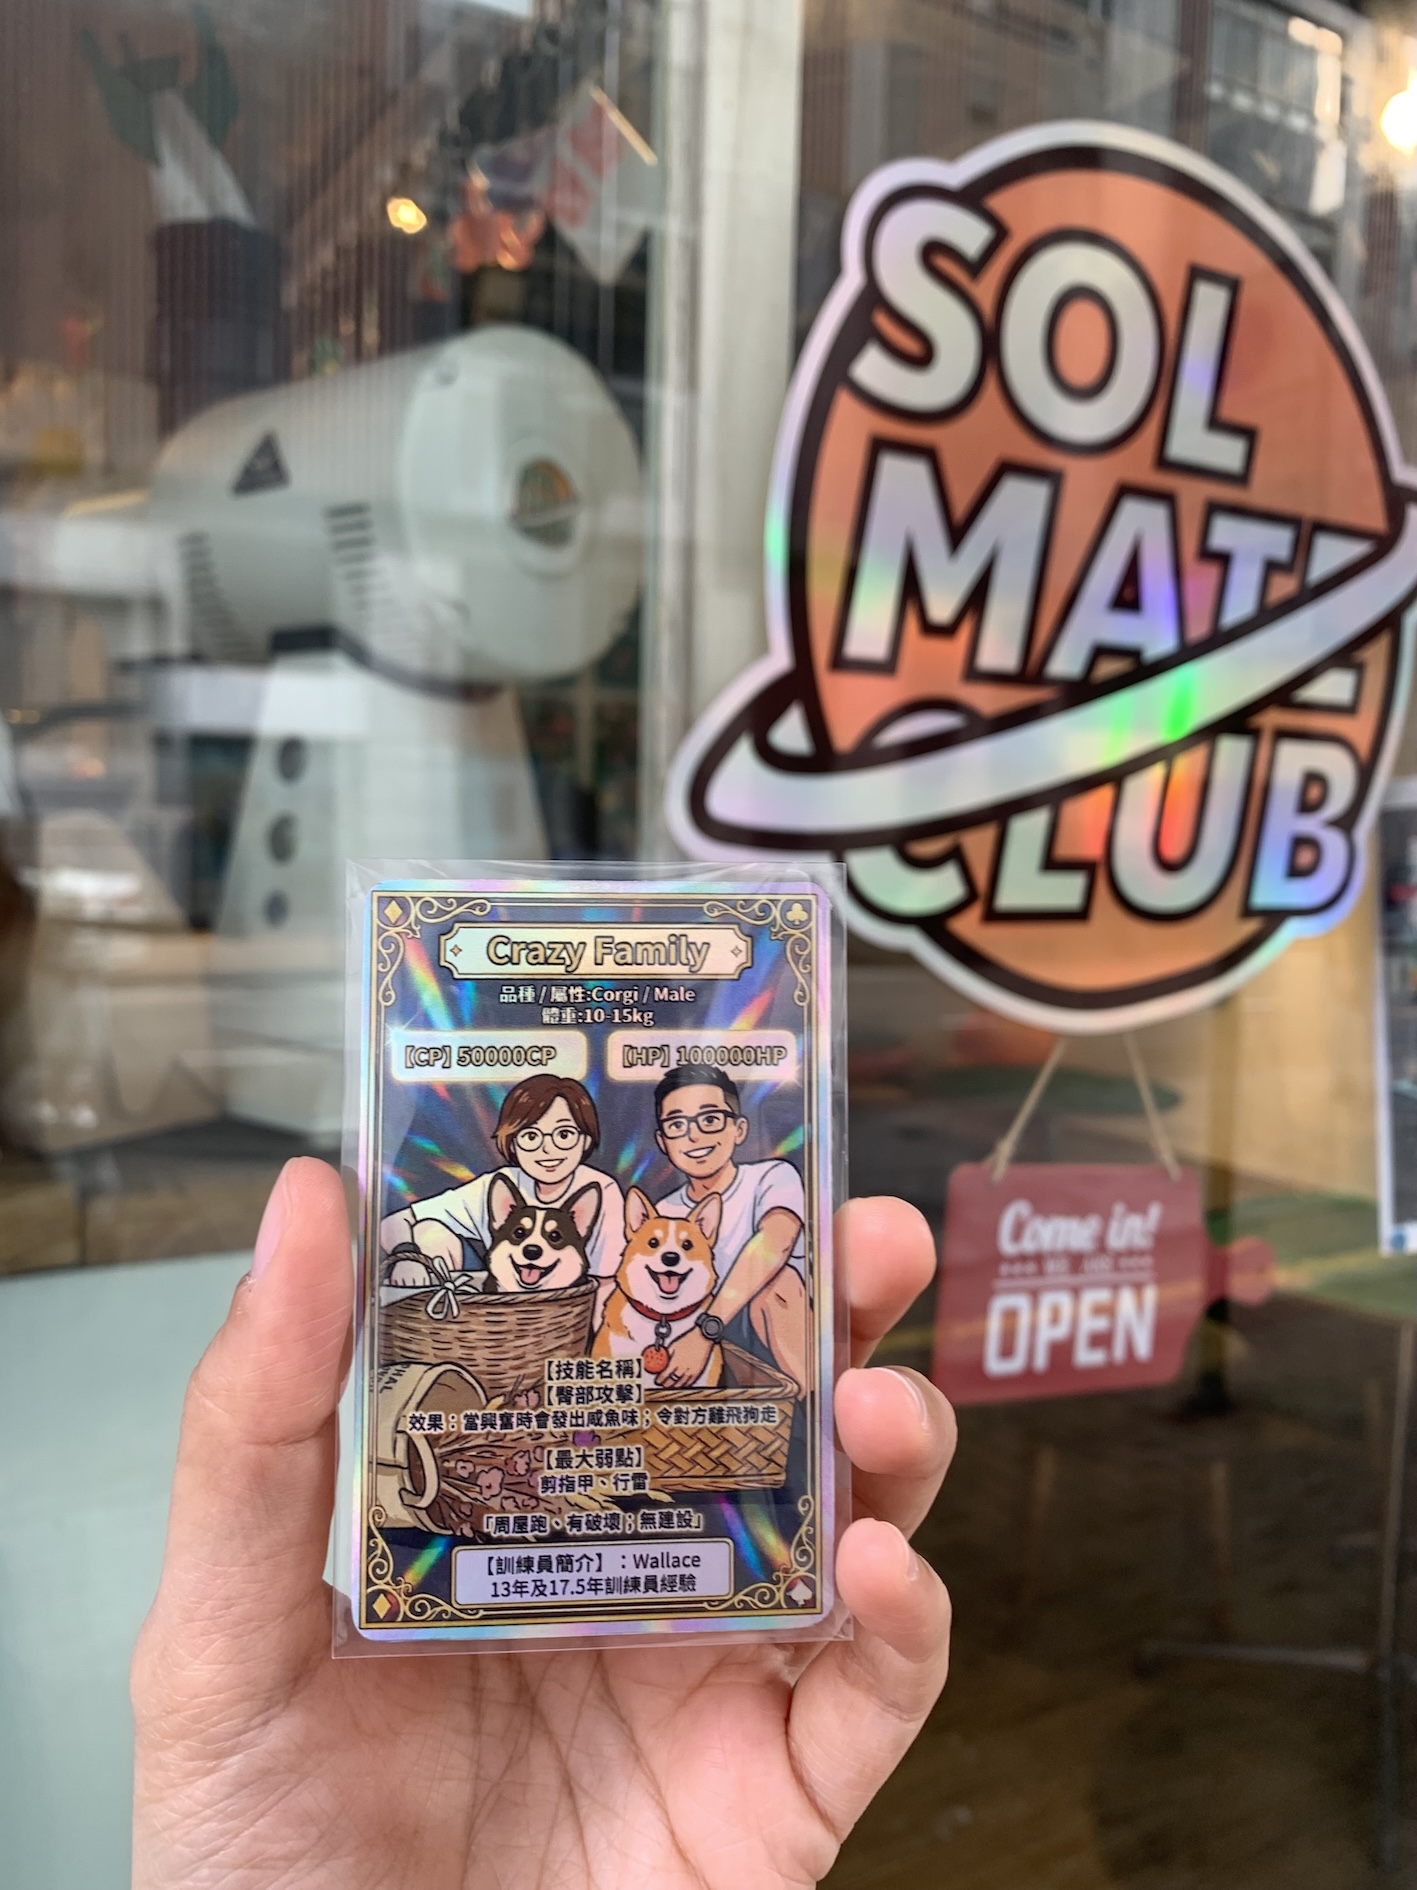 SOL
MATE
CLUB
Crazy Family
品種 / 屬性:Corgi / Male
體重:10-15kg
【CP】50000CP
【HP】100000HP
【技能名稱】
【臀部攻擊】
效果：當興奮時會發出咸魚味；令對方雞飛狗走
【最大弱點】
剪指甲、行雷
「周屋跑、有破壞；無建設」
【訓練員簡介】：Wallace
13年及17.5年訓練員經驗
Come in!
WE ARE
OPEN